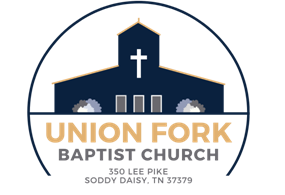 UNION FORK
BAPTIST CHURCH
350 LEE PIKE
SODDY DAISY, TN 37379